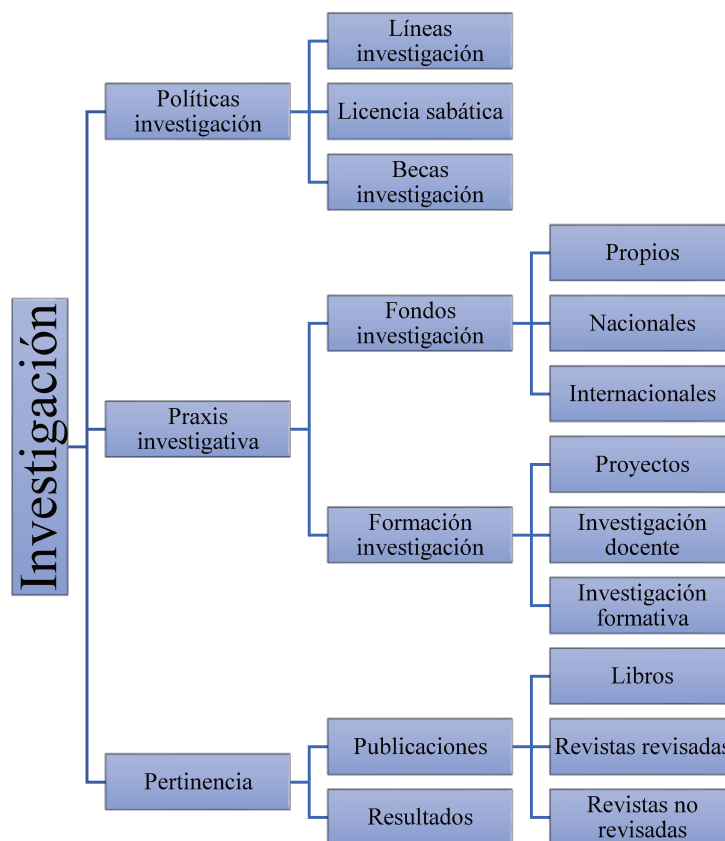 Investigación
Políticas
investigación
Líneas
investigación
Licencia sabática
Becas
investigación
Praxis
investigativa
Fondos
investigación
Propios
Nacionales
Internacionales
Formación
investigación
Proyectos
Investigación
docente
Investigación
formativa
Pertinencia
Publicaciones
Libros
Revistas revisadas
Revistas no
revisadas
Resultados